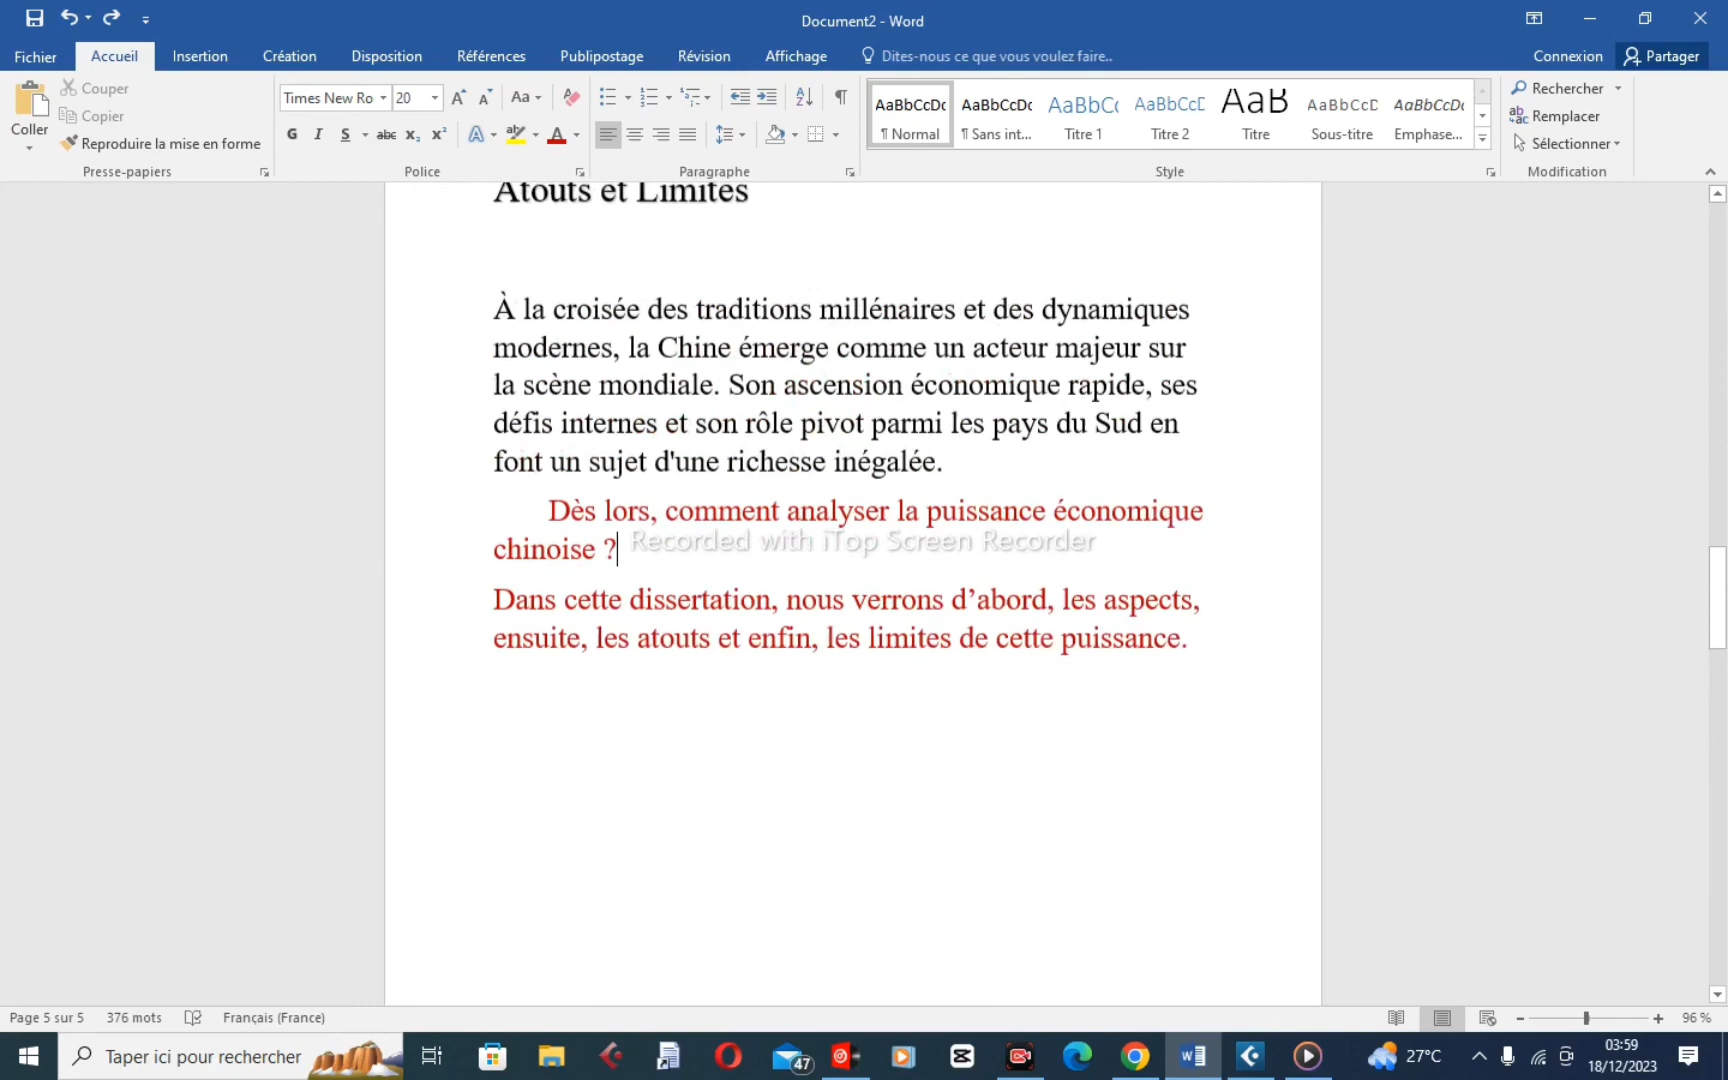 Document2 - Word
Fichier Accueil Insertion Création Disposition Références Publipostage Révision Affichage Dites-nous ce que vous voulez faire.. Connexion Partager
Coller Couper
Copier
Reproduire la mise en forme
Presse-papiers
Times New Ro 20 Aa
G I S abc X₂ X² A ab A
Police
Paragraphe
AaBbCcDc AaBbCcDc AaBbC AaBbCcE AaB AaBbCcD AaBbCcDc
¶ Normal ¶ Sans int... Titre 1 Titre 2 Titre Sous-titre Emphase...
Style
Rechercher
Remplacer
Sélectionner
Modification
Atouts et Limites
À la croisée des traditions millénaires et des dynamiques
modernes, la Chine émerge comme un acteur majeur sur
la scène mondiale. Son ascension économique rapide, ses
défis internes et son rôle pivot parmi les pays du Sud en
font un sujet d'une richesse inégalée.
Dès lors, comment analyser la puissance économique
chinoise ?
Recorded with iTop Screen Recorder
Dans cette dissertation, nous verrons d’abord, les aspects,
ensuite, les atouts et enfin, les limites de cette puissance.
Page 5 sur 5 376 mots Français (France) 96 %
Taper ici pour rechercher 47 27°C 03:59
18/12/2023